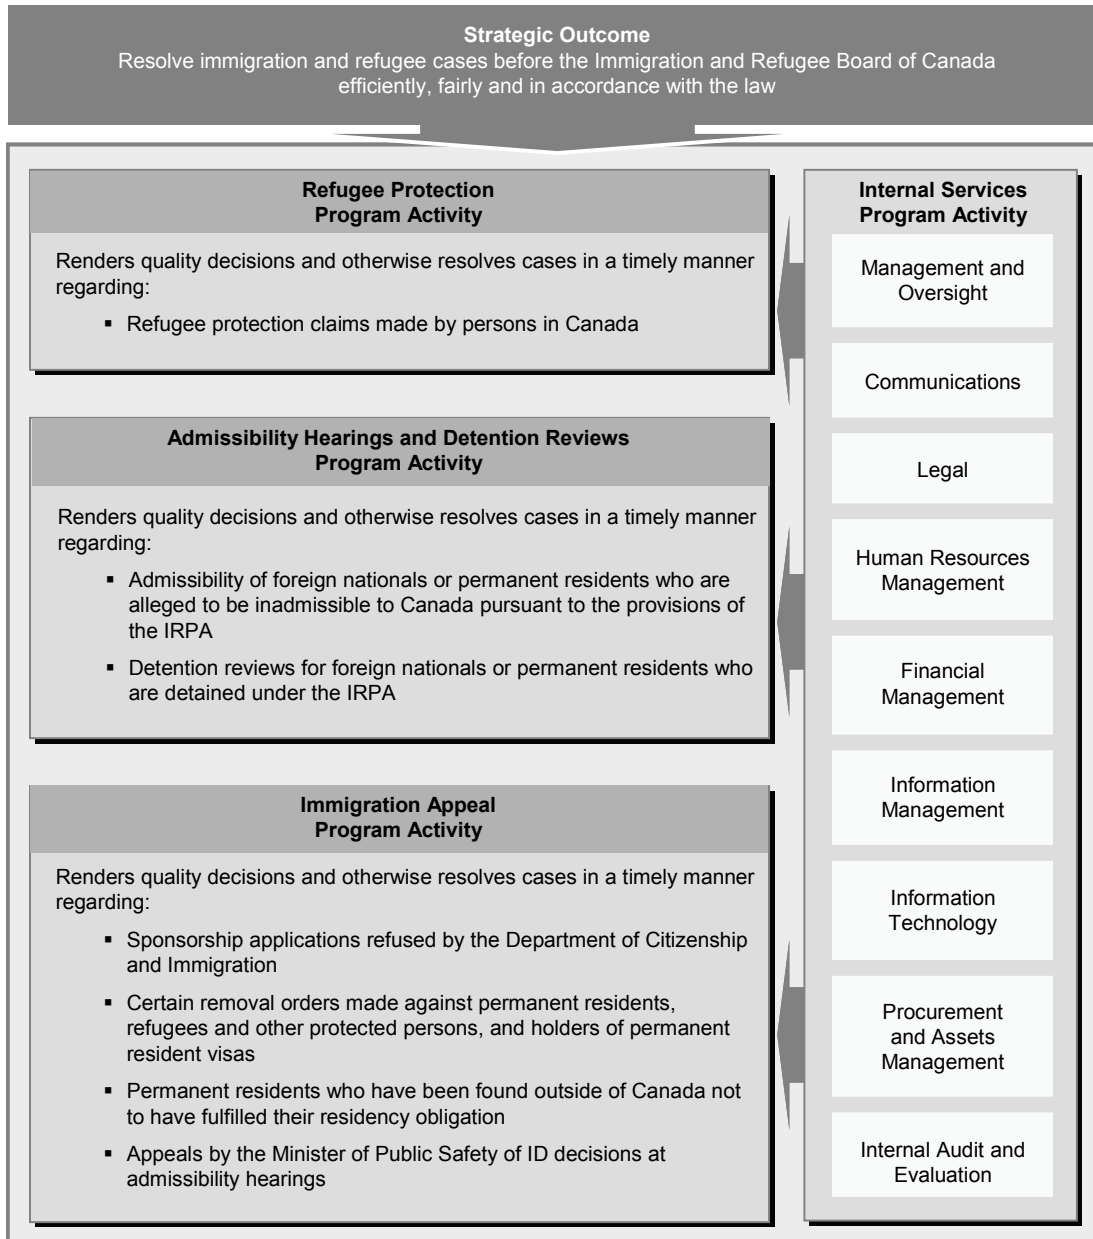 Strategic Outcome
Resolve immigration and refugee cases before the Immigration and Refugee Board of Canada
efficiently, fairly and in accordance with the law
Refugee Protection
Program Activity
Renders quality decisions and otherwise resolves cases in a timely manner
regarding:
▪ Refugee protection claims made by persons in Canada
Admissibility Hearings and Detention Reviews
Program Activity
Renders quality decisions and otherwise resolves cases in a timely manner
regarding:
▪ Admissibility of foreign nationals or permanent residents who are
alleged to be inadmissible to Canada pursuant to the provisions of
the IRPA
▪ Detention reviews for foreign nationals or permanent residents who
are detained under the IRPA
Immigration Appeal
Program Activity
Renders quality decisions and otherwise resolves cases in a timely manner
regarding:
▪ Sponsorship applications refused by the Department of Citizenship
and Immigration
▪ Certain removal orders made against permanent residents,
refugees and other protected persons, and holders of permanent
resident visas
▪ Permanent residents who have been found outside of Canada not
to have fulfilled their residency obligation
▪ Appeals by the Minister of Public Safety of ID decisions at
admissibility hearings
Internal Services
Program Activity
Management and
Oversight
Communications
Legal
Human Resources
Management
Financial
Management
Information
Management
Information
Technology
Procurement
and Assets
Management
Internal Audit and
Evaluation